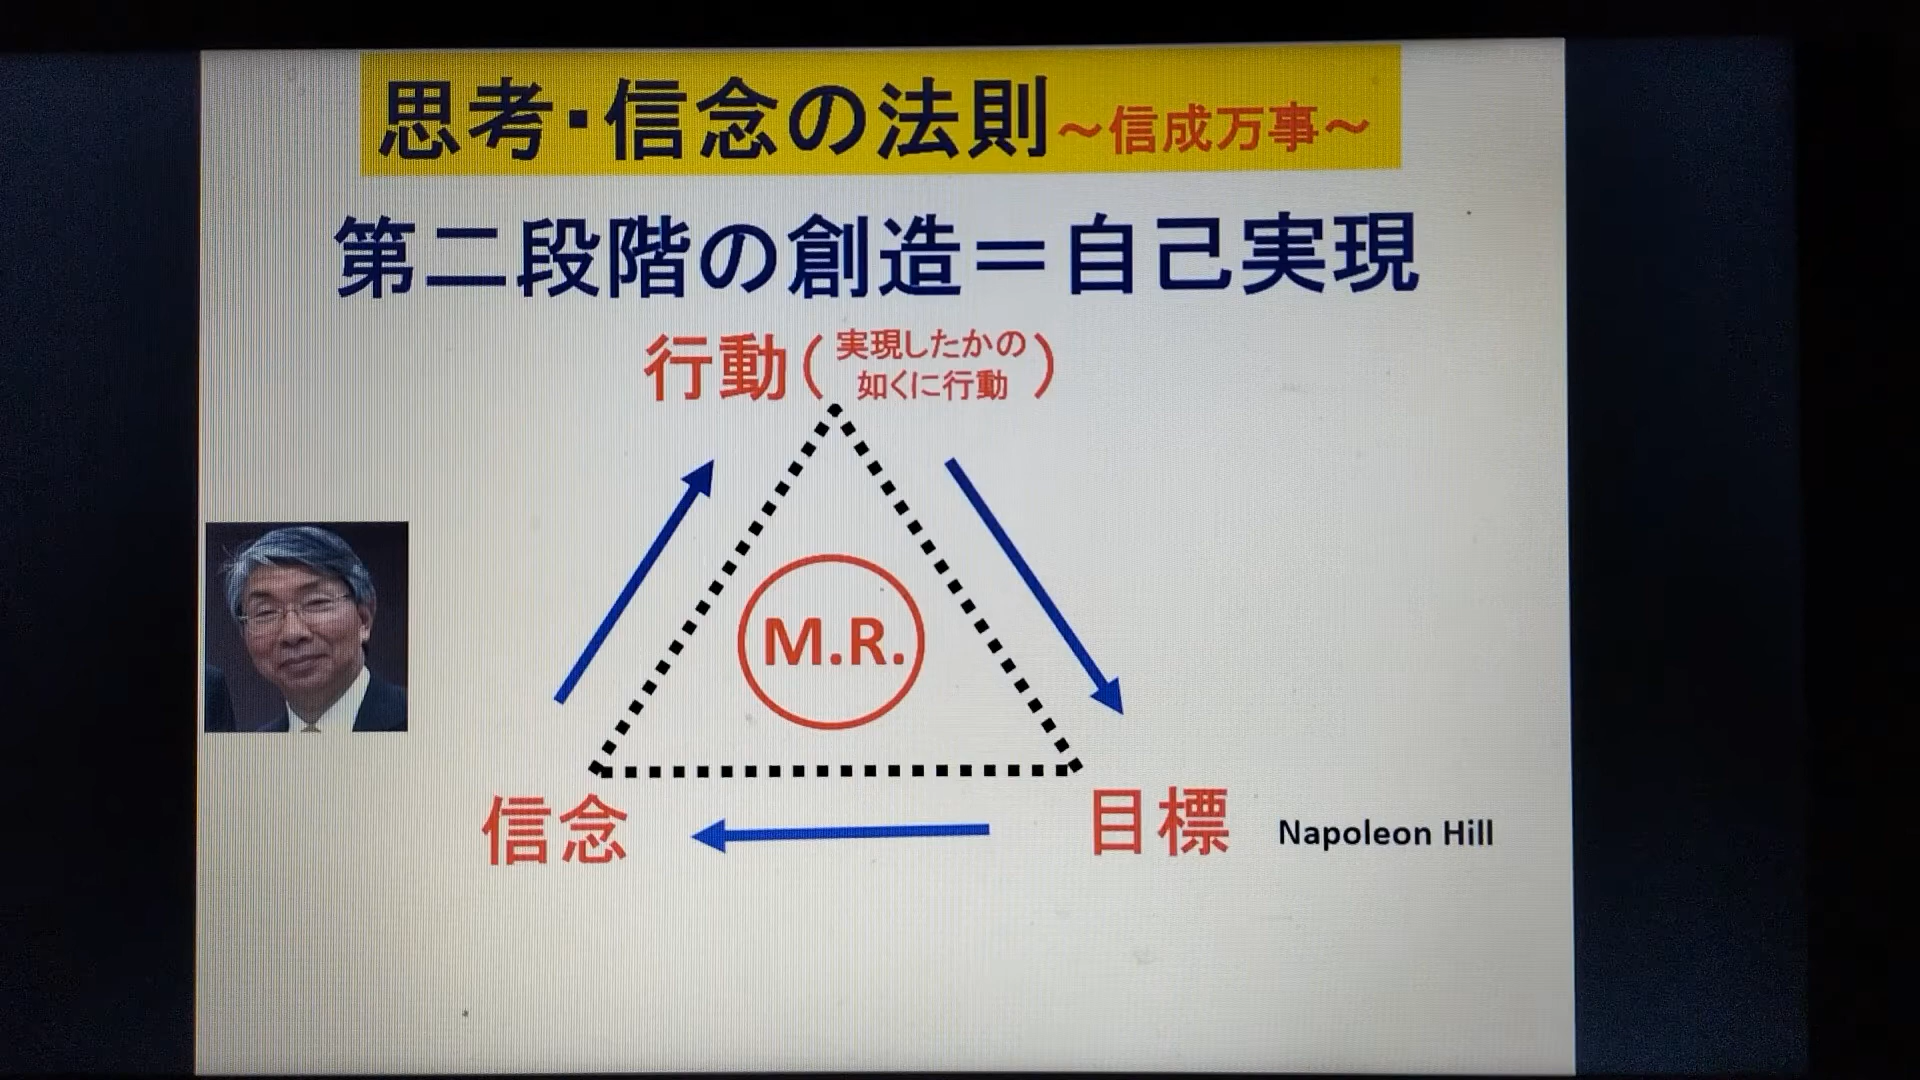 思考・信念の法則～信成万事～
第二段階の創造＝自己実現
行動(実現したかの
如くに行動)
M.R.
信念
目標
Napoleon Hill